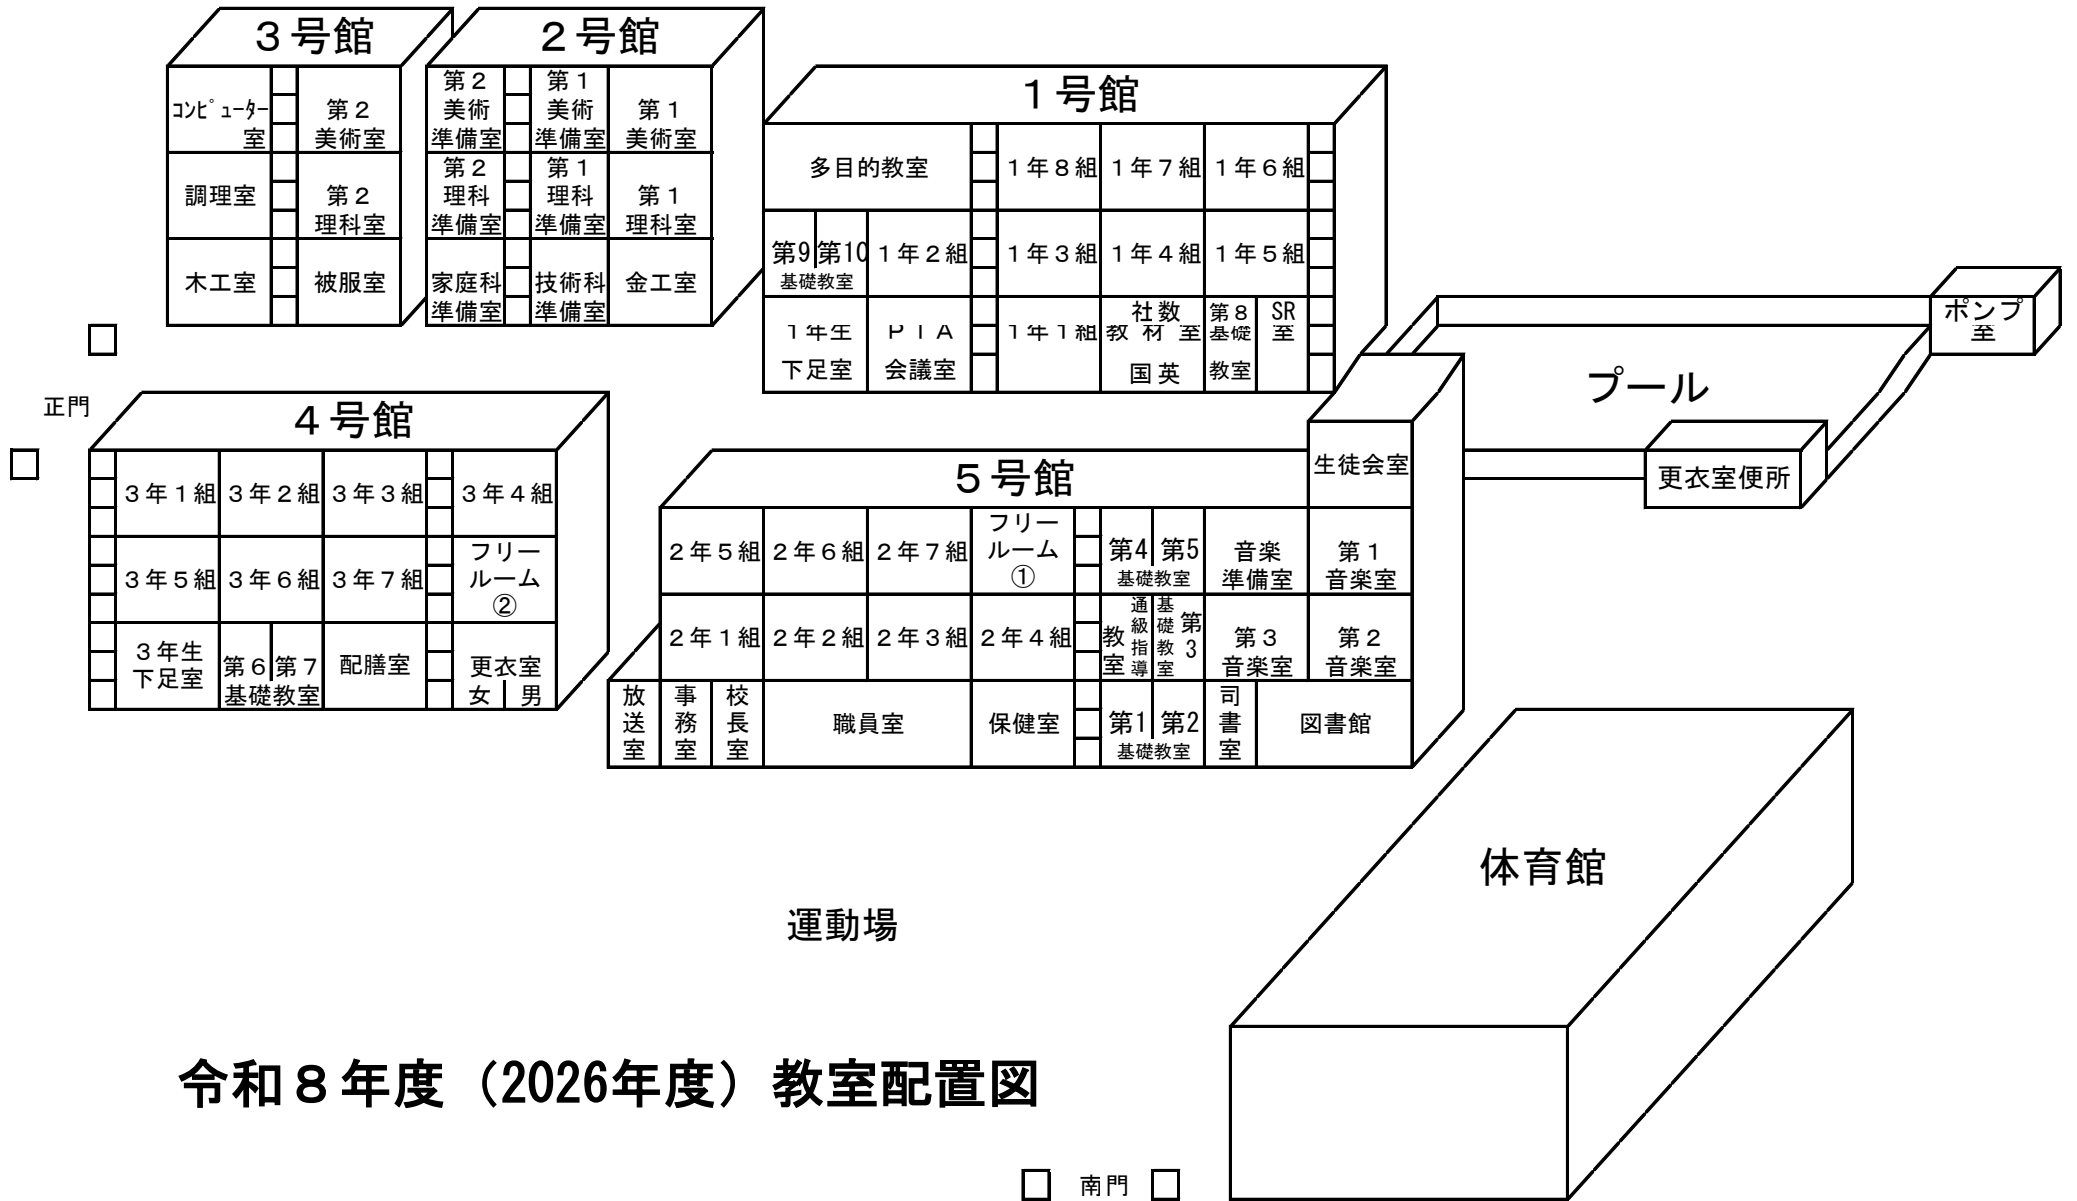 ３号館
コンピューター
室
第２
美術室
調理室
第２
理科室
木工室
被服室
２号館
第２
美術
準備室
第１
美術
準備室
第１
美術室
第２
理科
準備室
第１
理科
準備室
第１
理科室
家庭科
準備室
技術科
準備室
金工室
１号館
多目的教室
１年８組
１年７組
１年６組
第9
第10
基礎教室
１年２組
１年３組
１年４組
１年５組
１年生
下足室
ＰＴＡ
会議室
１年１組
社数
教材室
国英
第８
基礎
教室
SR
室
ポンプ
室
プール
更衣室便所
正門
４号館
３年１組
３年２組
３年３組
３年４組
３年５組
３年６組
３年７組
フリー
ルーム
②
３年生
下足室
第６
第７
基礎教室
配膳室
更衣室
女
男
５号館
生徒会室
２年５組
２年６組
２年７組
フリー
ルーム
①
第4
第5
基礎教室
音楽
準備室
第１
音楽室
２年１組
２年２組
２年３組
２年４組
通級指導
教室
第3
基礎教室
第３
音楽室
第２
音楽室
放送室
事務室
校長室
職員室
保健室
第1
第2
基礎教室
司書室
図書館
体育館
運動場
令和８年度（2026年度）教室配置図
南門